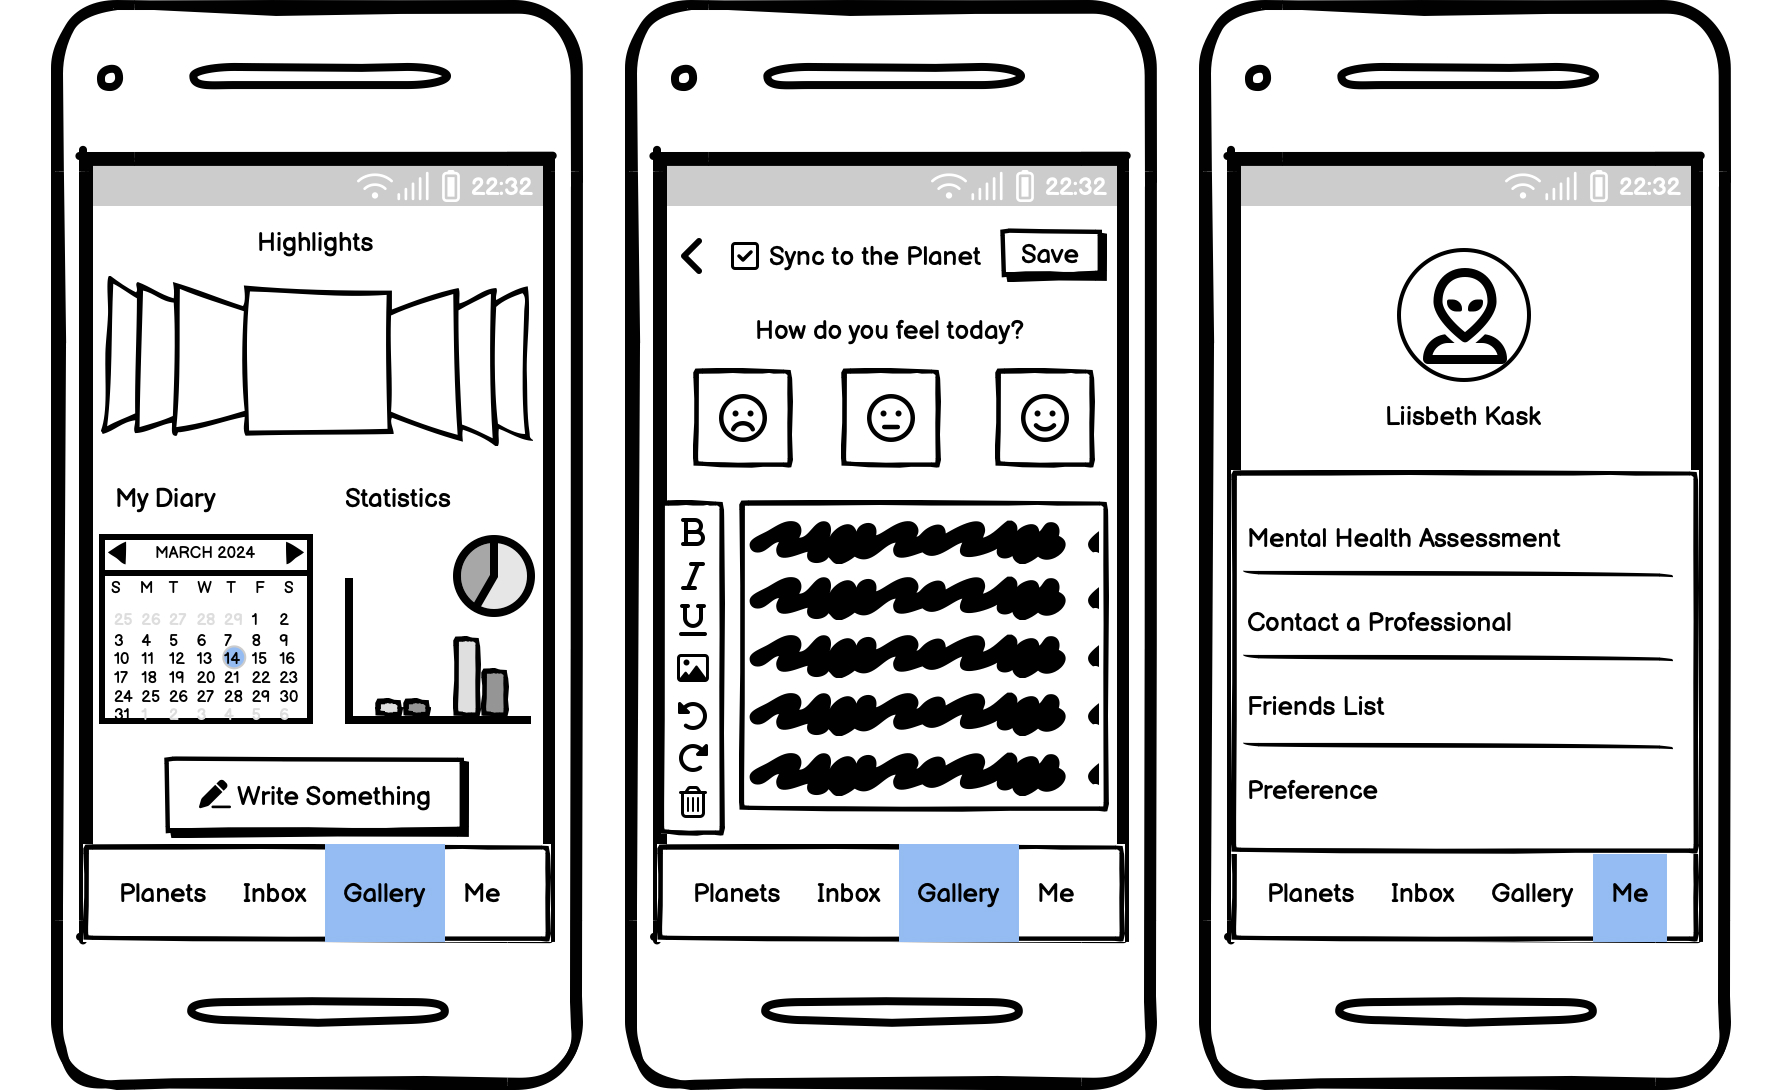 22:32
Highlights
My Diary
Statistics
MARCH 2024
S M T W T F S
25 26 27 28 29 1 2
3 4 5 6 7 8 9
10 11 12 13 14 15 16
17 18 19 20 21 22 23
24 25 26 27 28 29 30
31 1 2 3 4 5 6
Write Something
Planets Inbox Gallery Me
22:32
Sync to the Planet Save
How do you feel today?
B
I
U
Planets Inbox Gallery Me
22:32
Liisbeth Kask
Mental Health Assessment
Contact a Professional
Friends List
Preference
Planets Inbox Gallery Me